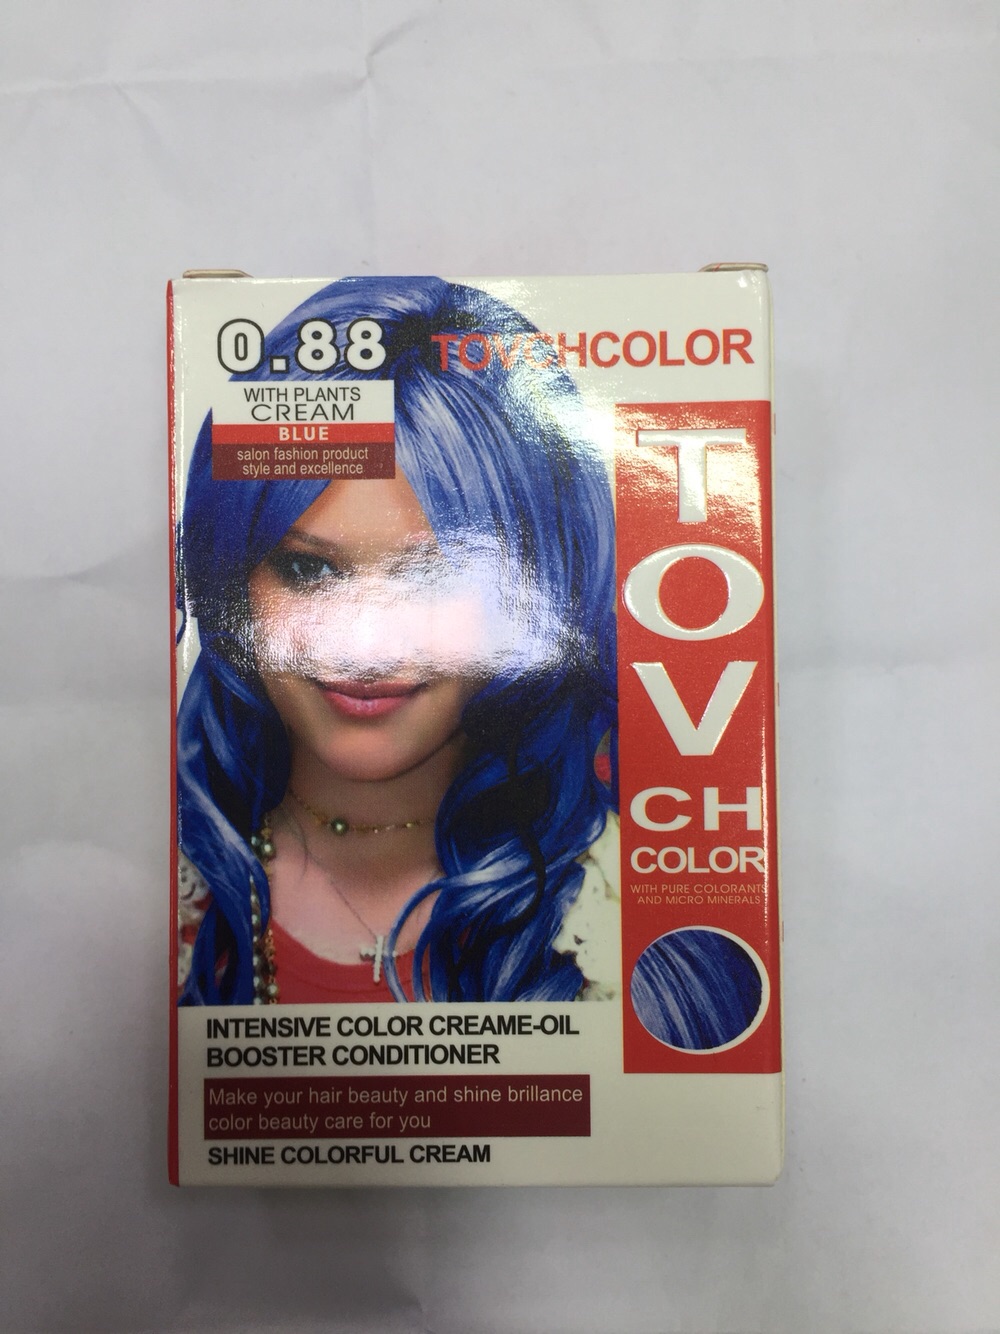 0.88
TOVCHCOLOR
WITH PLANTS
CREAM
BLUE
salon fashion product
style and excellence
T
O
V
CH
COLOR
WITH PURE COLORANTS
AND MICRO MINERALS
INTENSIVE COLOR CREAME-OIL
BOOSTER CONDITIONER
Make your hair beauty and shine brillance
color beauty care for you
SHINE COLORFUL CREAM